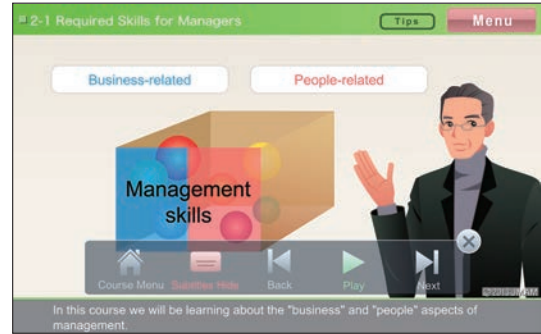 2-1 Required Skills for Managers
Tips
Menu
Business-related
People-related
Management
skills
Course Menu
Subtitles Hide
Back
Play
Next
In this course we will be learning about the "business" and "people" aspects of
management.